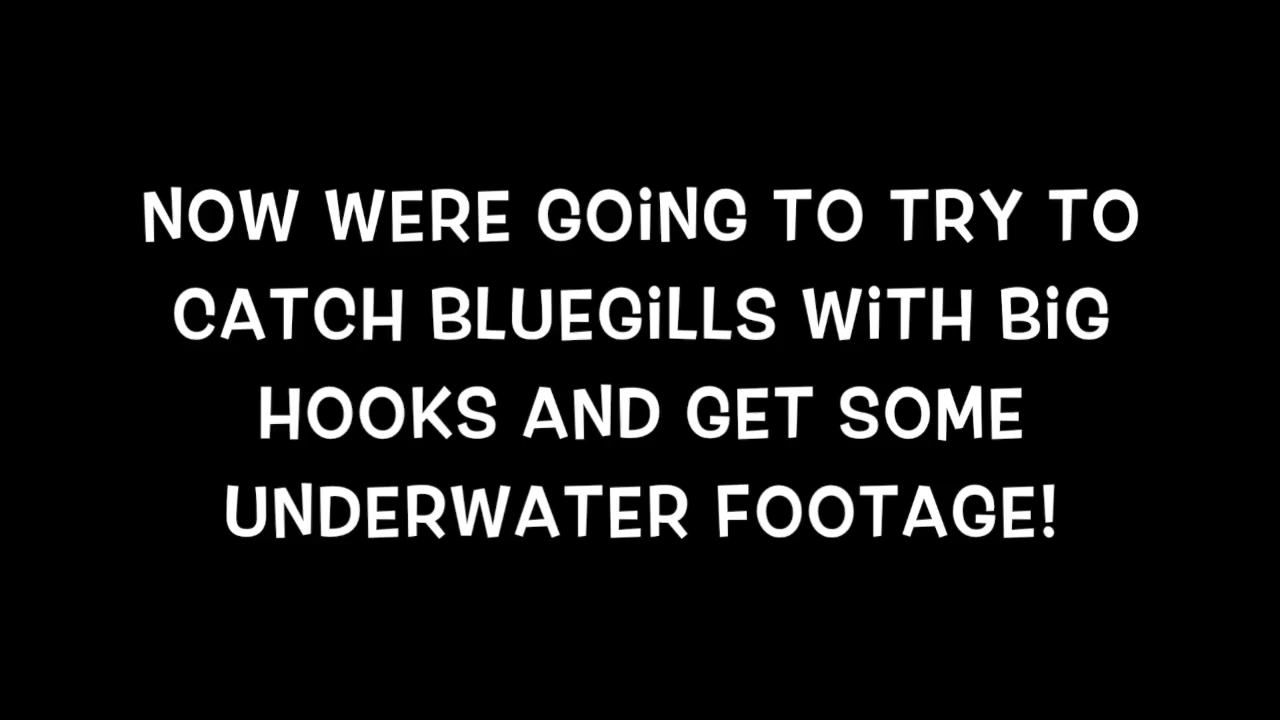 NOW WERE GOiNG TO TRY TO
CATCH BLUEGiLLS WiTH BiG
HOOKS AND GET SOME
UNDERWATER FOOTAGE!